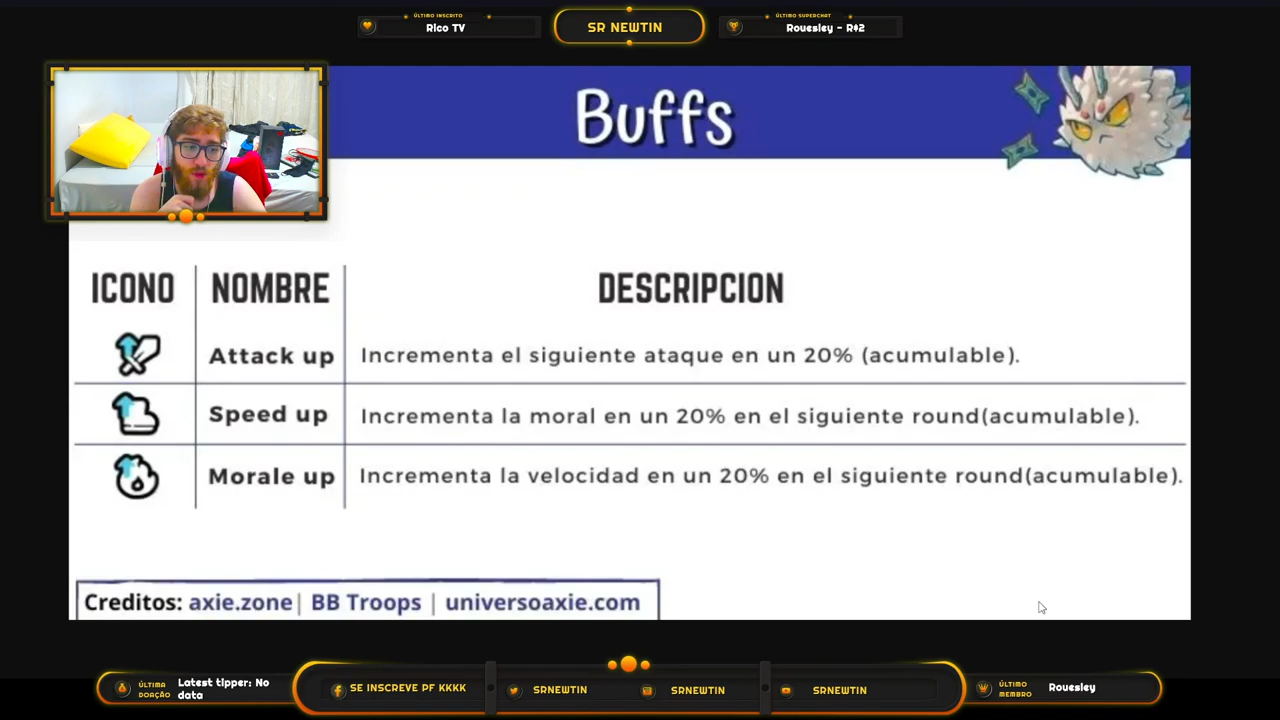 ÚLTIMO INSCRITO
Rico TV
SR NEWTIN
ÚLTIMO SUPERCHAT
Rouesley - R$2
Buffs
ICONO NOMBRE DESCRIPCION
Attack up Incrementa el siguiente ataque en un 20% (acumulable).
Speed up Incrementa la moral en un 20% en el siguiente round(acumulable).
Morale up Incrementa la velocidad en un 20% en el siguiente round(acumulable).
Creditos: axie.zone| BB Troops | universoaxie.com
ÚLTIMA
DOAÇÃO
Latest tipper: No
data
SE INSCREVE PF KKKK
SRNEWTIN
SRNEWTIN
SRNEWTIN
ÚLTIMO
MEMBRO
Rouesley